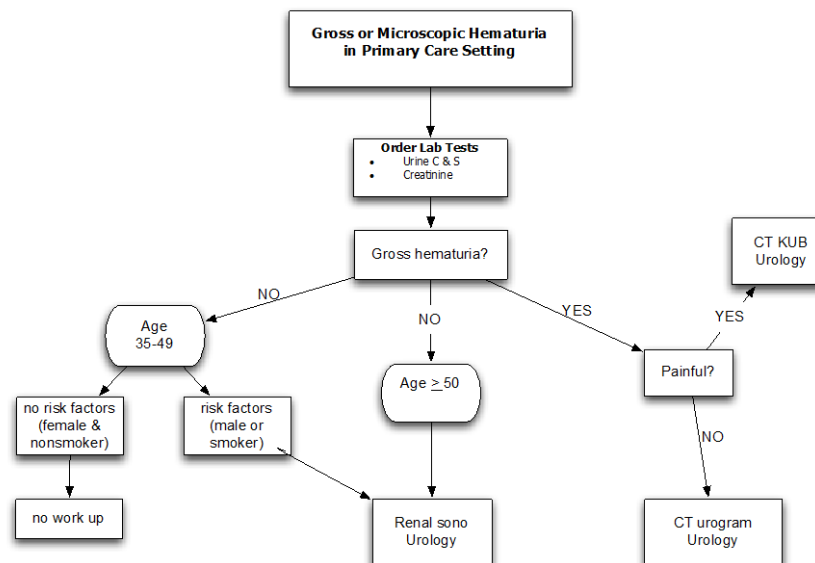 Gross or Microscopic Hematuria
in Primary Care Setting
Order Lab Tests
• Urine C & S
• Creatinine
Gross hematuria?
CT KUB
Urology
NO
NO
YES
YES
Age
35-49
Age ≥ 50
Painful?
no risk factors
(female &
nonsmoker)
risk factors
(male or
smoker)
NO
no work up
Renal sono
Urology
CT urogram
Urology